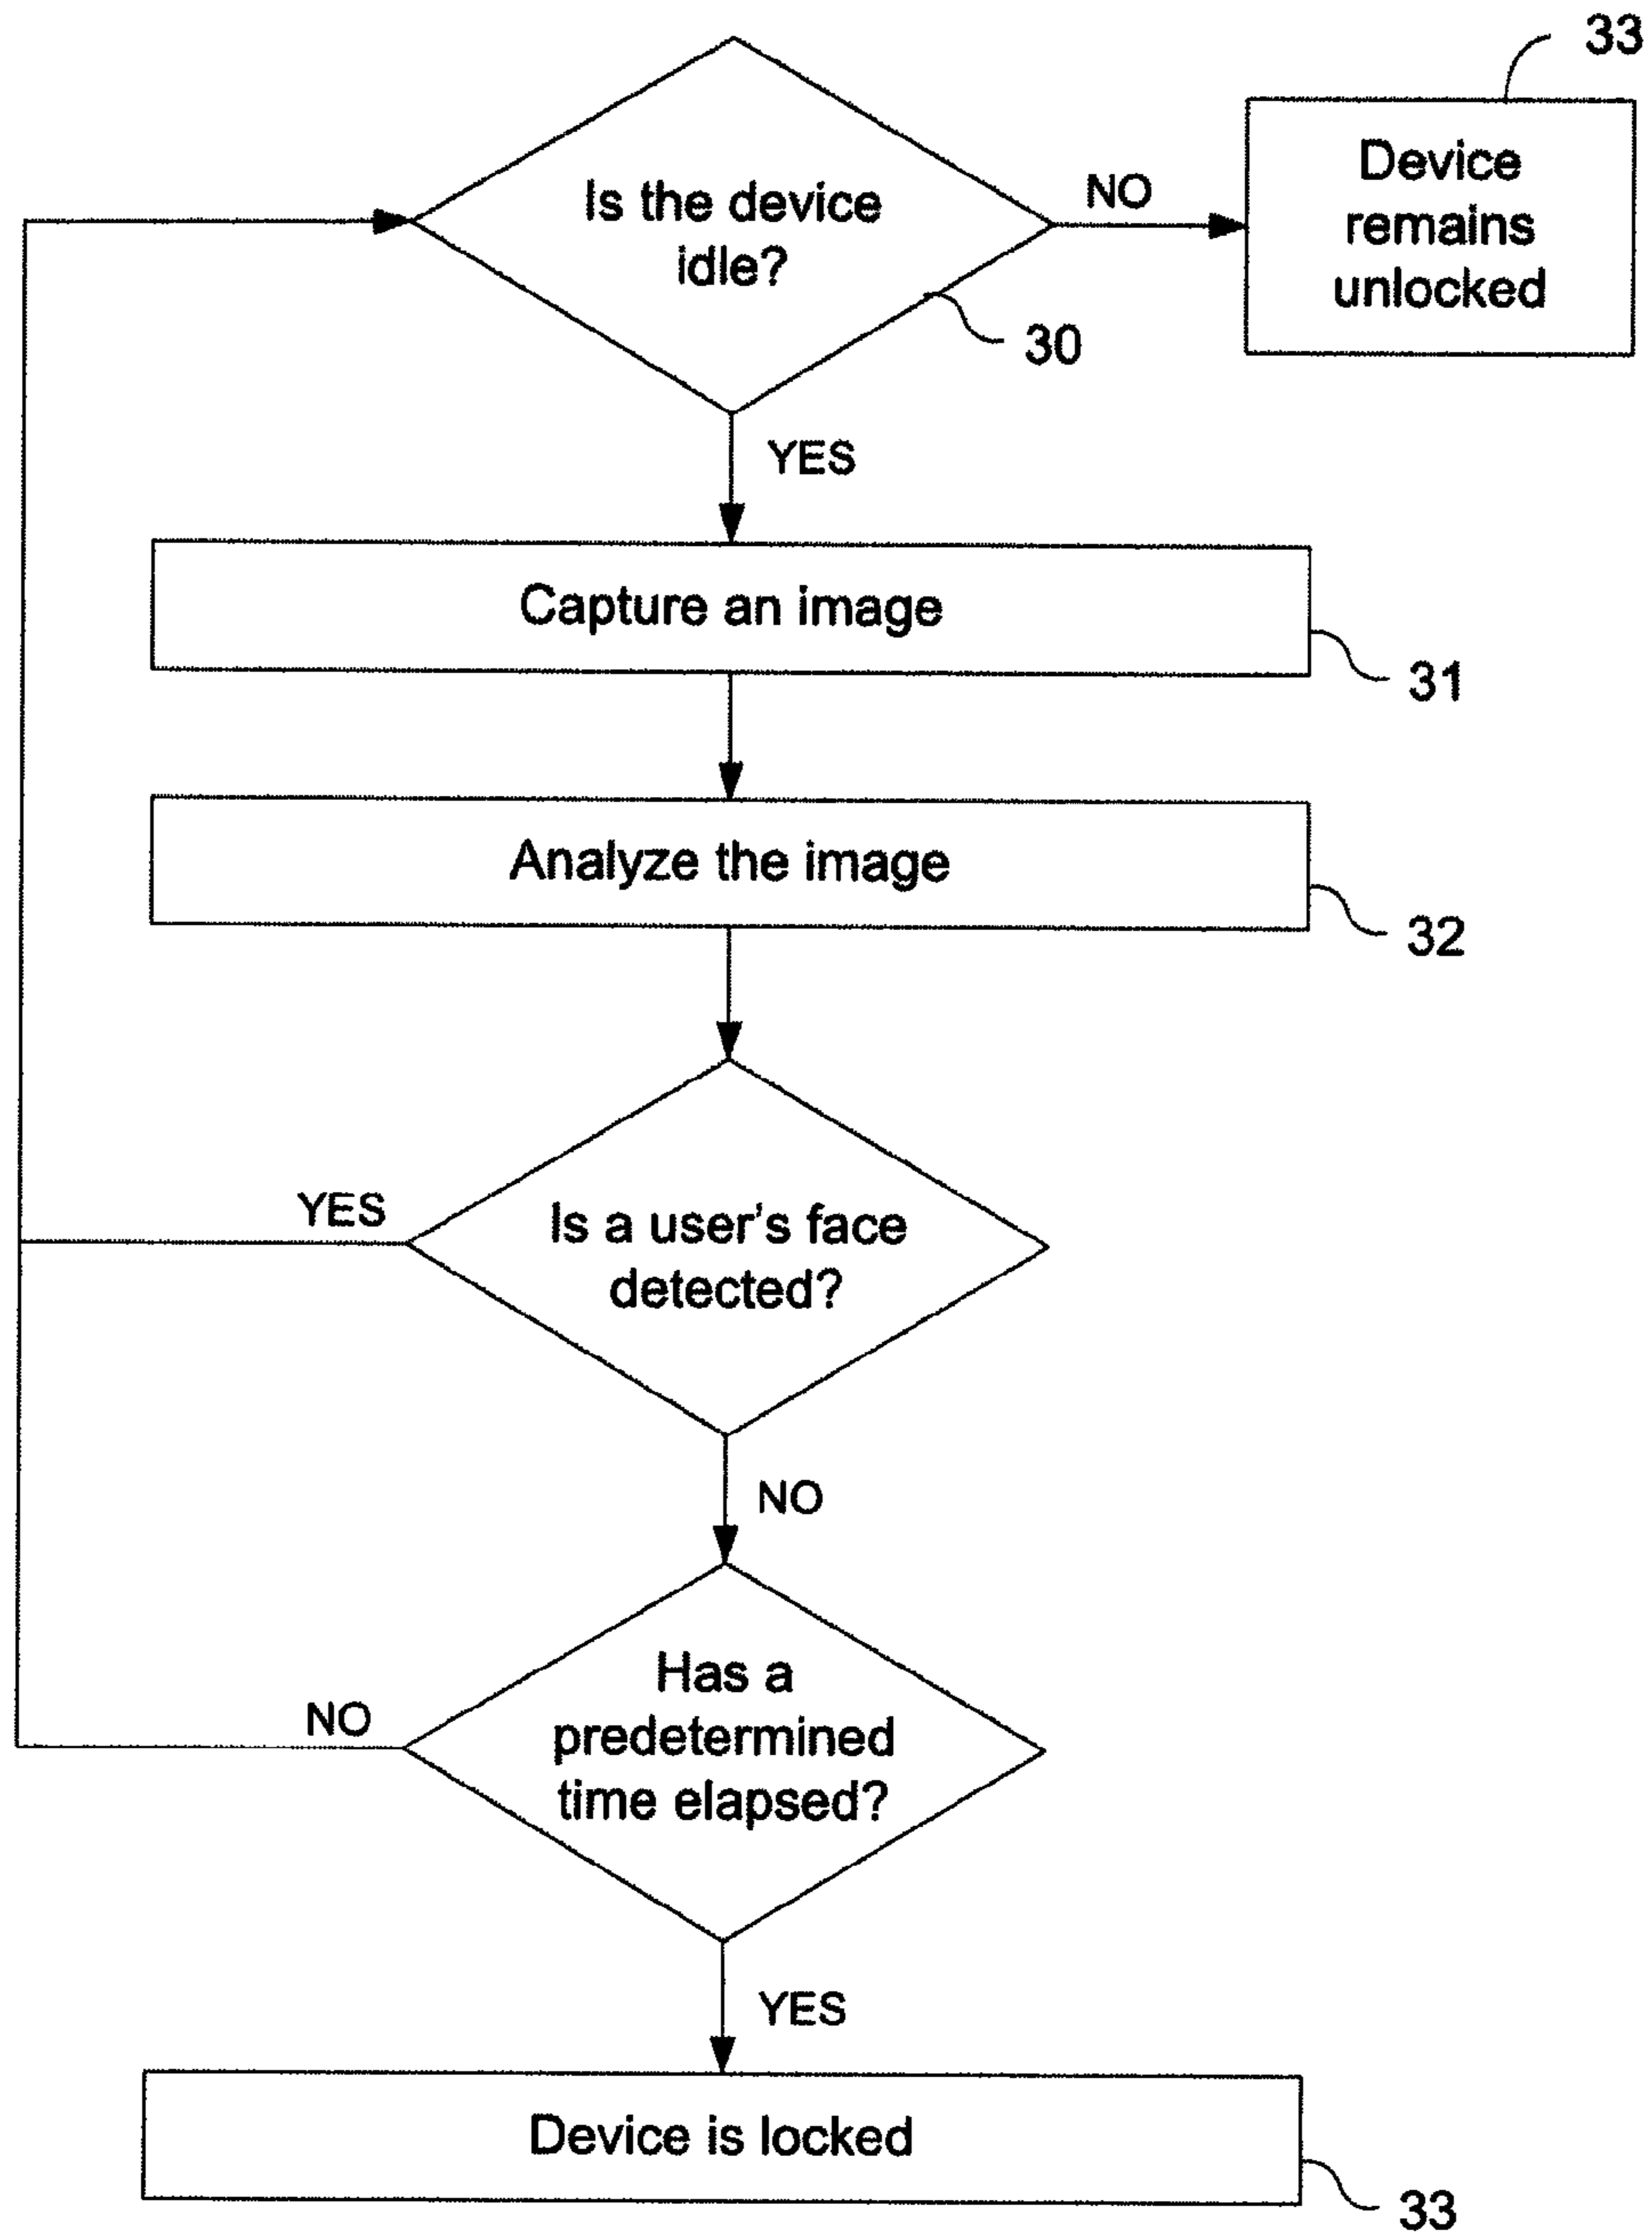 33
Device
remains
unlocked
Is the device
idle?
NO
30
YES
Capture an image
31
Analyze the image
32
YES
Is a user's face
detected?
NO
NO
Has a
predetermined
time elapsed?
YES
Device is locked
33